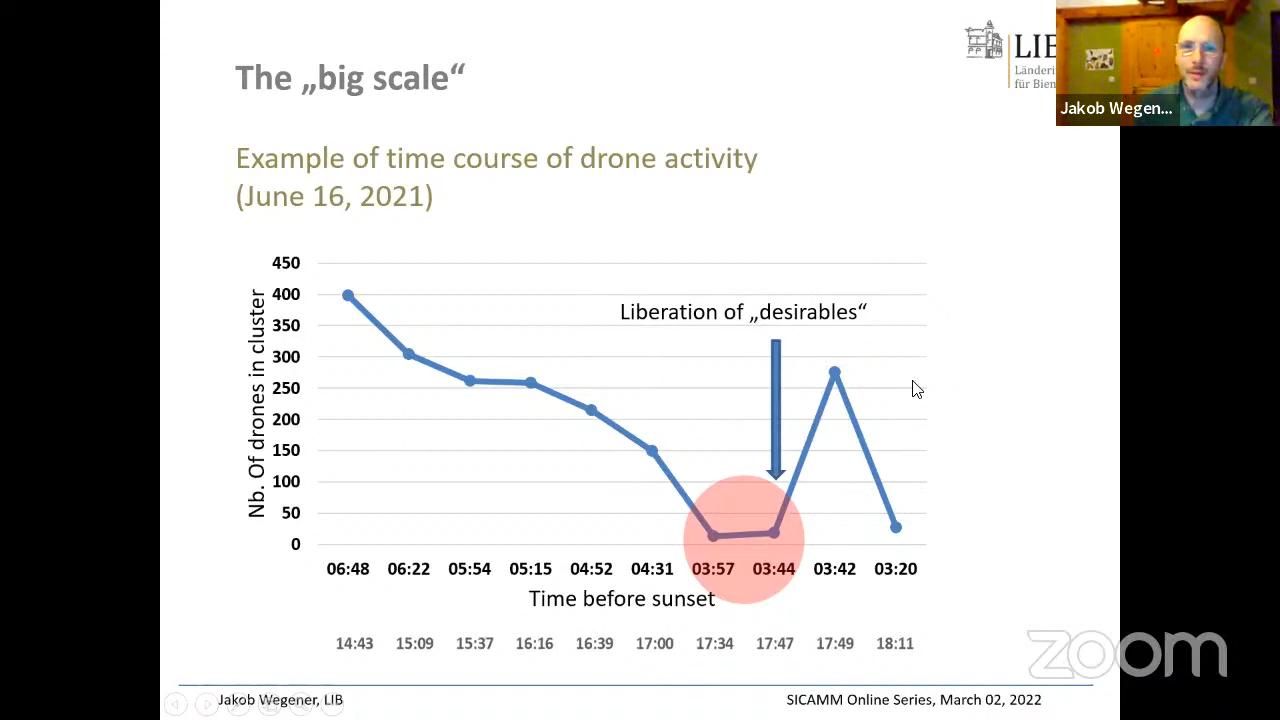 The „big scale“
LIB
Länderi
für Bien
Jakob Wegen...
Example of time course of drone activity
(June 16, 2021)
Nb. Of drones in cluster
450
400
350
300
250
200
150
100
50
0
Liberation of „desirables“
06:48 06:22 05:54 05:15 04:52 04:31 03:57 03:44 03:42 03:20
Time before sunset
14:43 15:09 15:37 16:16 16:39 17:00 17:34 17:47 17:49 18:11
zoom
Jakob Wegener, LIB
SICAMM Online Series, March 02, 2022